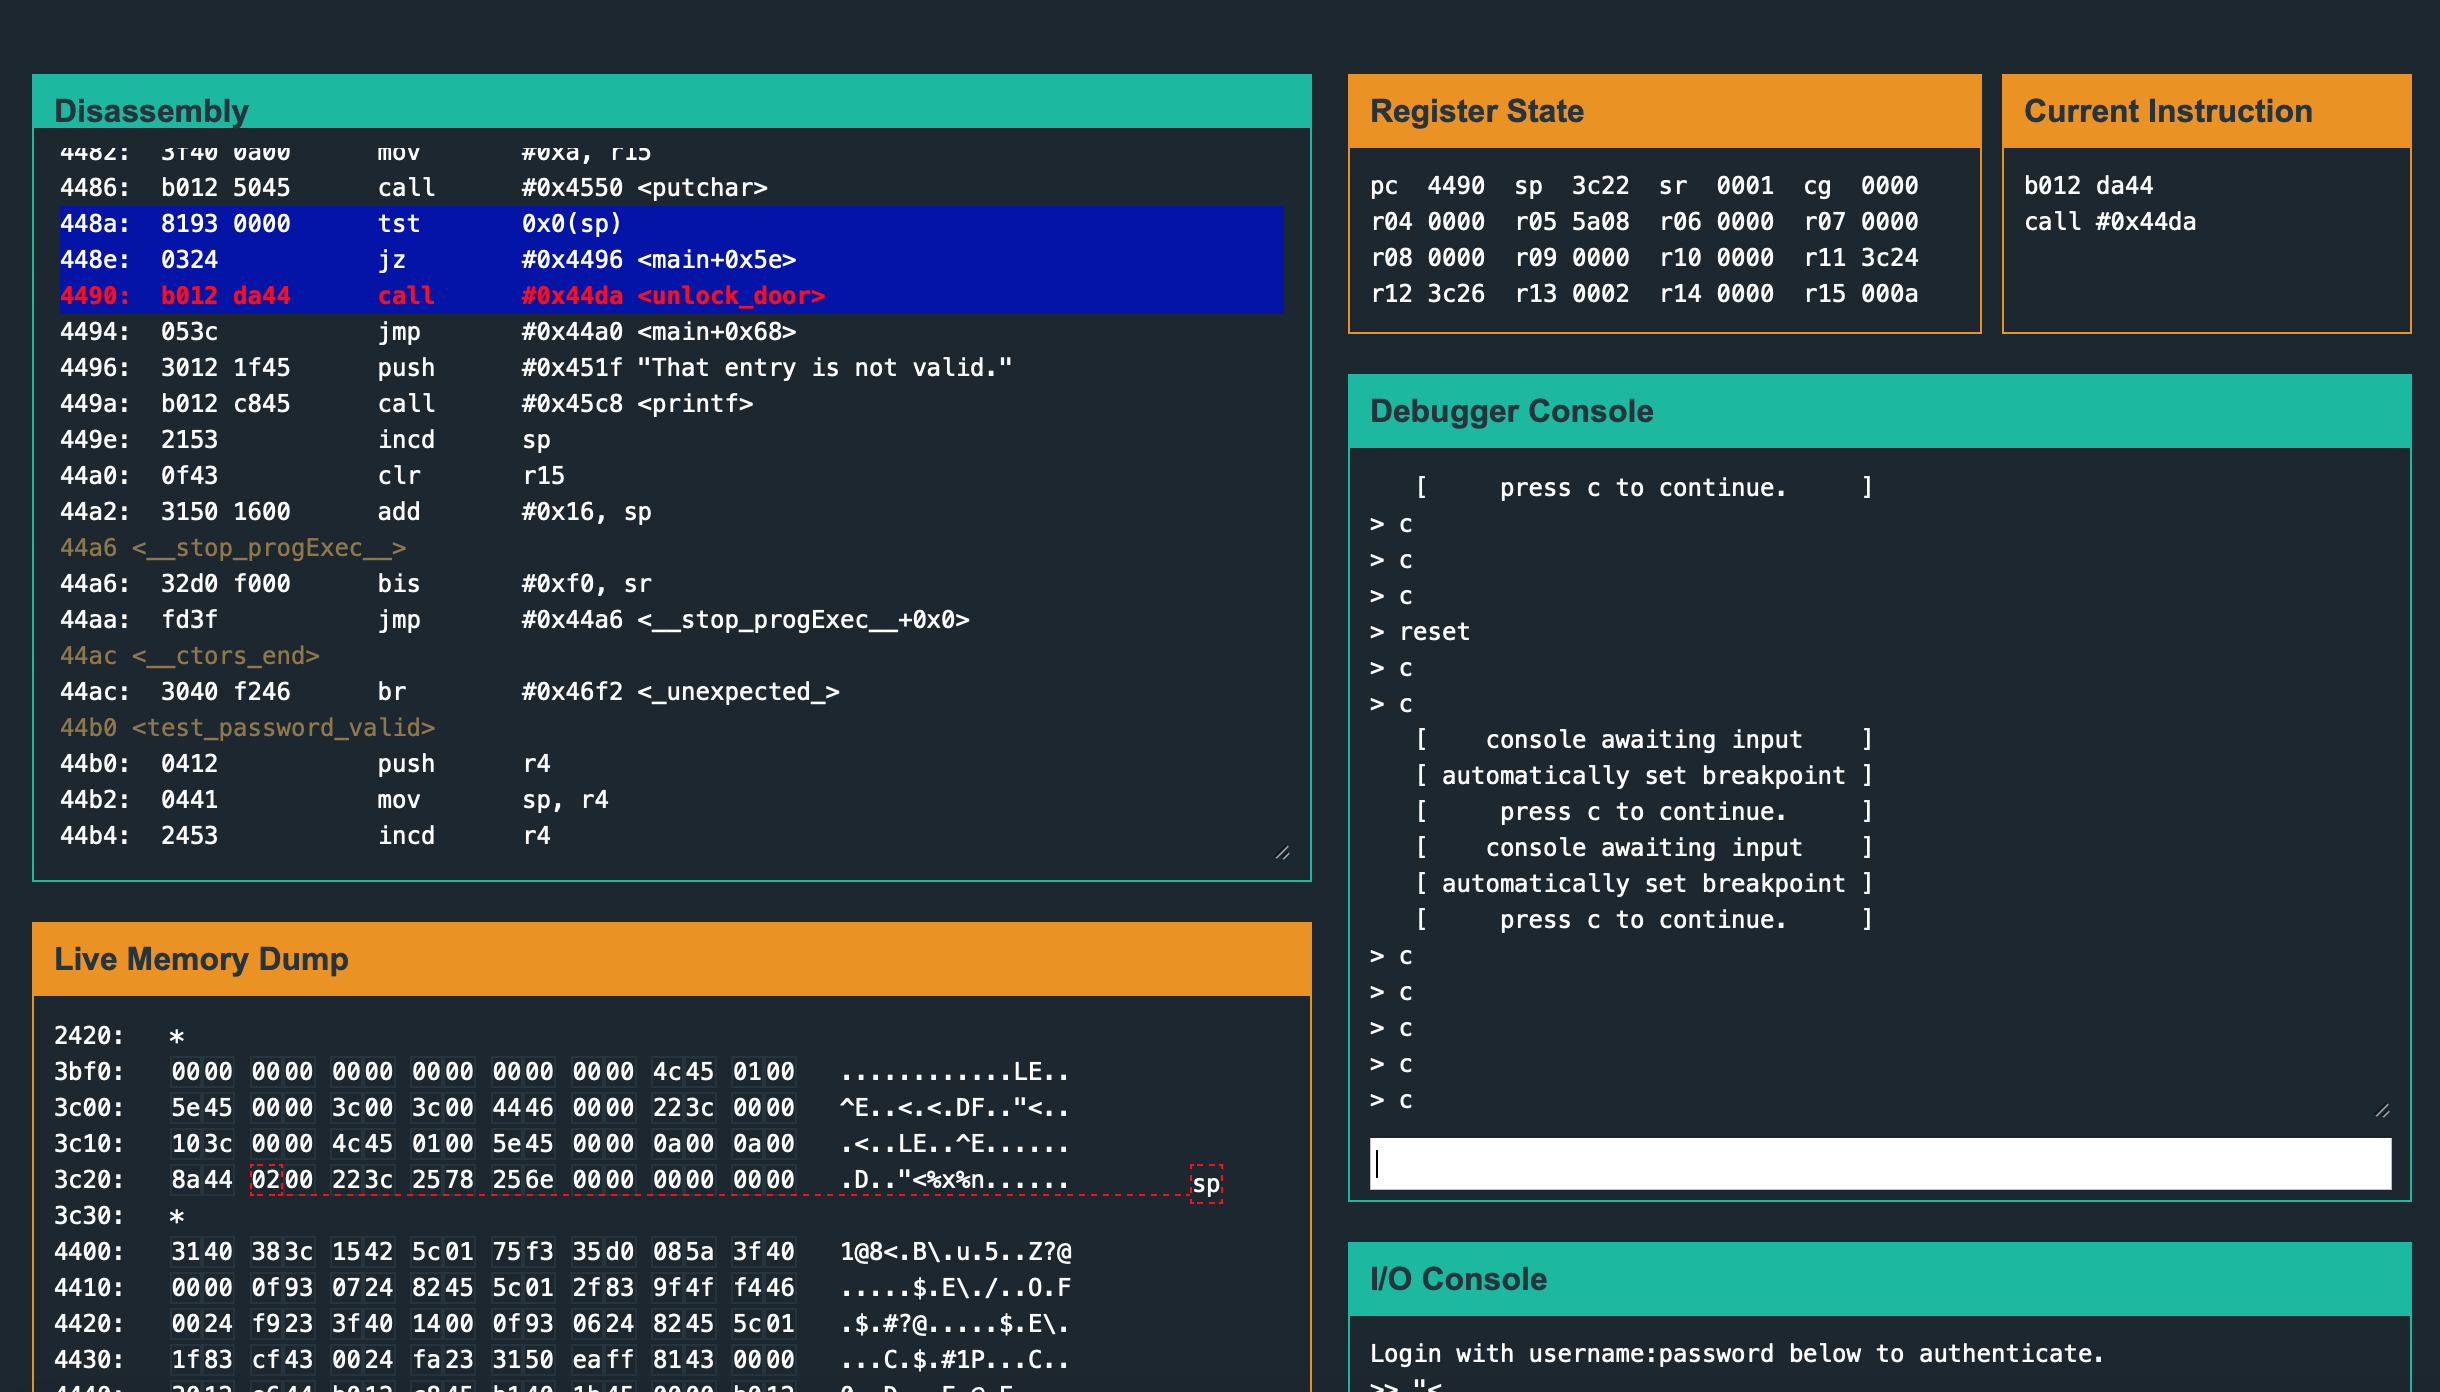 Disassembly
4482: 3f40 0a00 mov #0xa, r15
4486: b012 5045 call #0x4550 <putchar>
448a: 8193 0000 tst 0x0(sp)
448e: 0324 jz #0x4496 <main+0x5e>
4490: b012 da44 call #0x44da <unlock_door>
4494: 053c jmp #0x44a0 <main+0x68>
4496: 3012 1f45 push #0x451f "That entry is not valid."
449a: b012 c845 call #0x45c8 <printf>
449e: 2153 incd sp
44a0: 0f43 clr r15
44a2: 3150 1600 add #0x16, sp
44a6 <__stop_progExec__>
44a6: 32d0 f000 bis #0xf0, sr
44aa: fd3f jmp #0x44a6 <__stop_progExec__+0x0>
44ac <__ctors_end>
44ac: 3040 f246 br #0x46f2 <_unexpected_>
44b0 <test_password_valid>
44b0: 0412 push r4
44b2: 0441 mov sp, r4
44b4: 2453 incd r4
Live Memory Dump
2420: *
3bf0: 0000 0000 0000 0000 0000 0000 4c45 0100 ............LE..
3c00: 5e45 0000 3c00 3c00 4446 0000 223c 0000 ^E..<.<.DF.."<..
3c10: 103c 0000 4c45 0100 5e45 0000 0a00 0a00 .<..LE..^E......
3c20: 8a44 0200 223c 2578 256e 0000 0000 0000 .D.."<%x%n...... sp
3c30: *
4400: 3140 383c 1542 5c01 75f3 35d0 085a 3f40 1@8<.B\.u.5..Z?@
4410: 0000 0f93 0724 8245 5c01 2f83 9f4f f446 .....$.E\./..O.F
4420: 0024 f923 3f40 1400 0f93 0624 8245 5c01 .$.#?@.....$.E\.
4430: 1f83 cf43 0024 fa23 3150 eaff 8143 0000 ...C.$.#1P...C..
Register State
pc 4490 sp 3c22 sr 0001 cg 0000
r04 0000 r05 5a08 r06 0000 r07 0000
r08 0000 r09 0000 r10 0000 r11 3c24
r12 3c26 r13 0002 r14 0000 r15 000a
Current Instruction
b012 da44
call #0x44da
Debugger Console
[ press c to continue. ]
> c
> c
> c
> reset
> c
> c
[ console awaiting input ]
[ automatically set breakpoint ]
[ press c to continue. ]
[ console awaiting input ]
[ automatically set breakpoint ]
[ press c to continue. ]
> c
> c
> c
> c
> c
I/O Console
Login with username:password below to authenticate.
>> "<